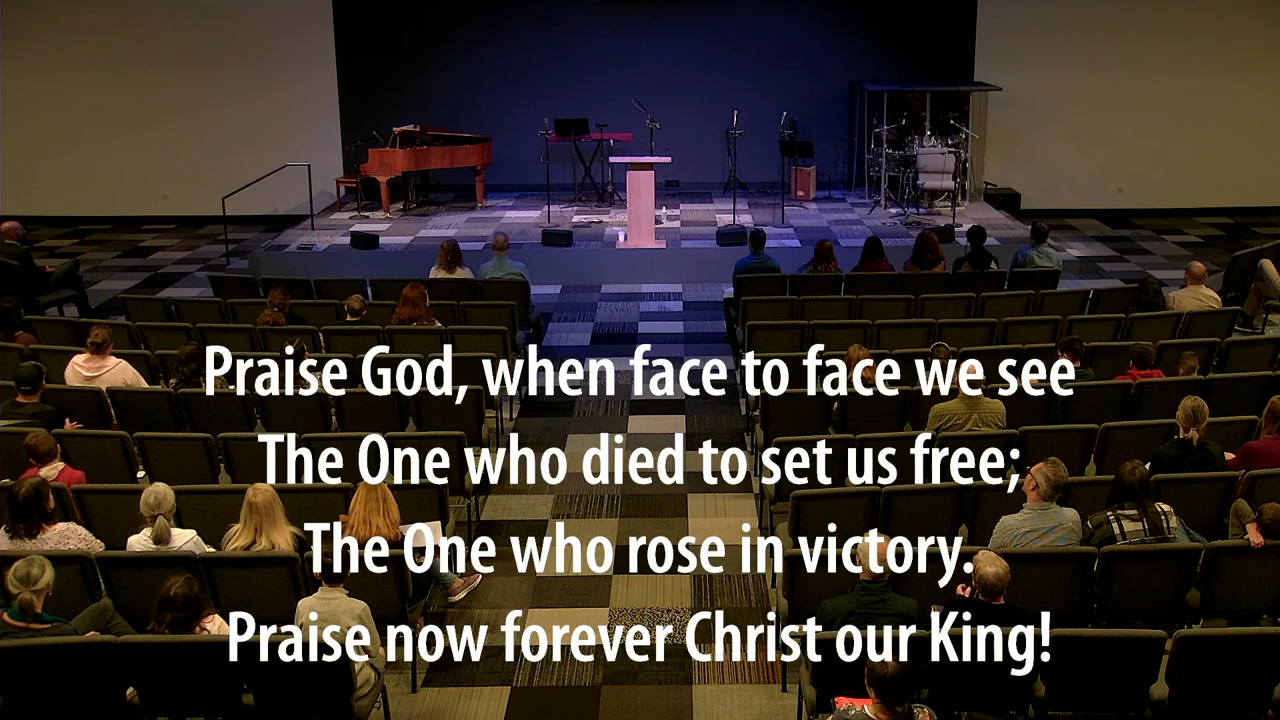 Praise God, when face to face we see
The One who died to set us free;
The One who rose in victory.
Praise now forever Christ our King!